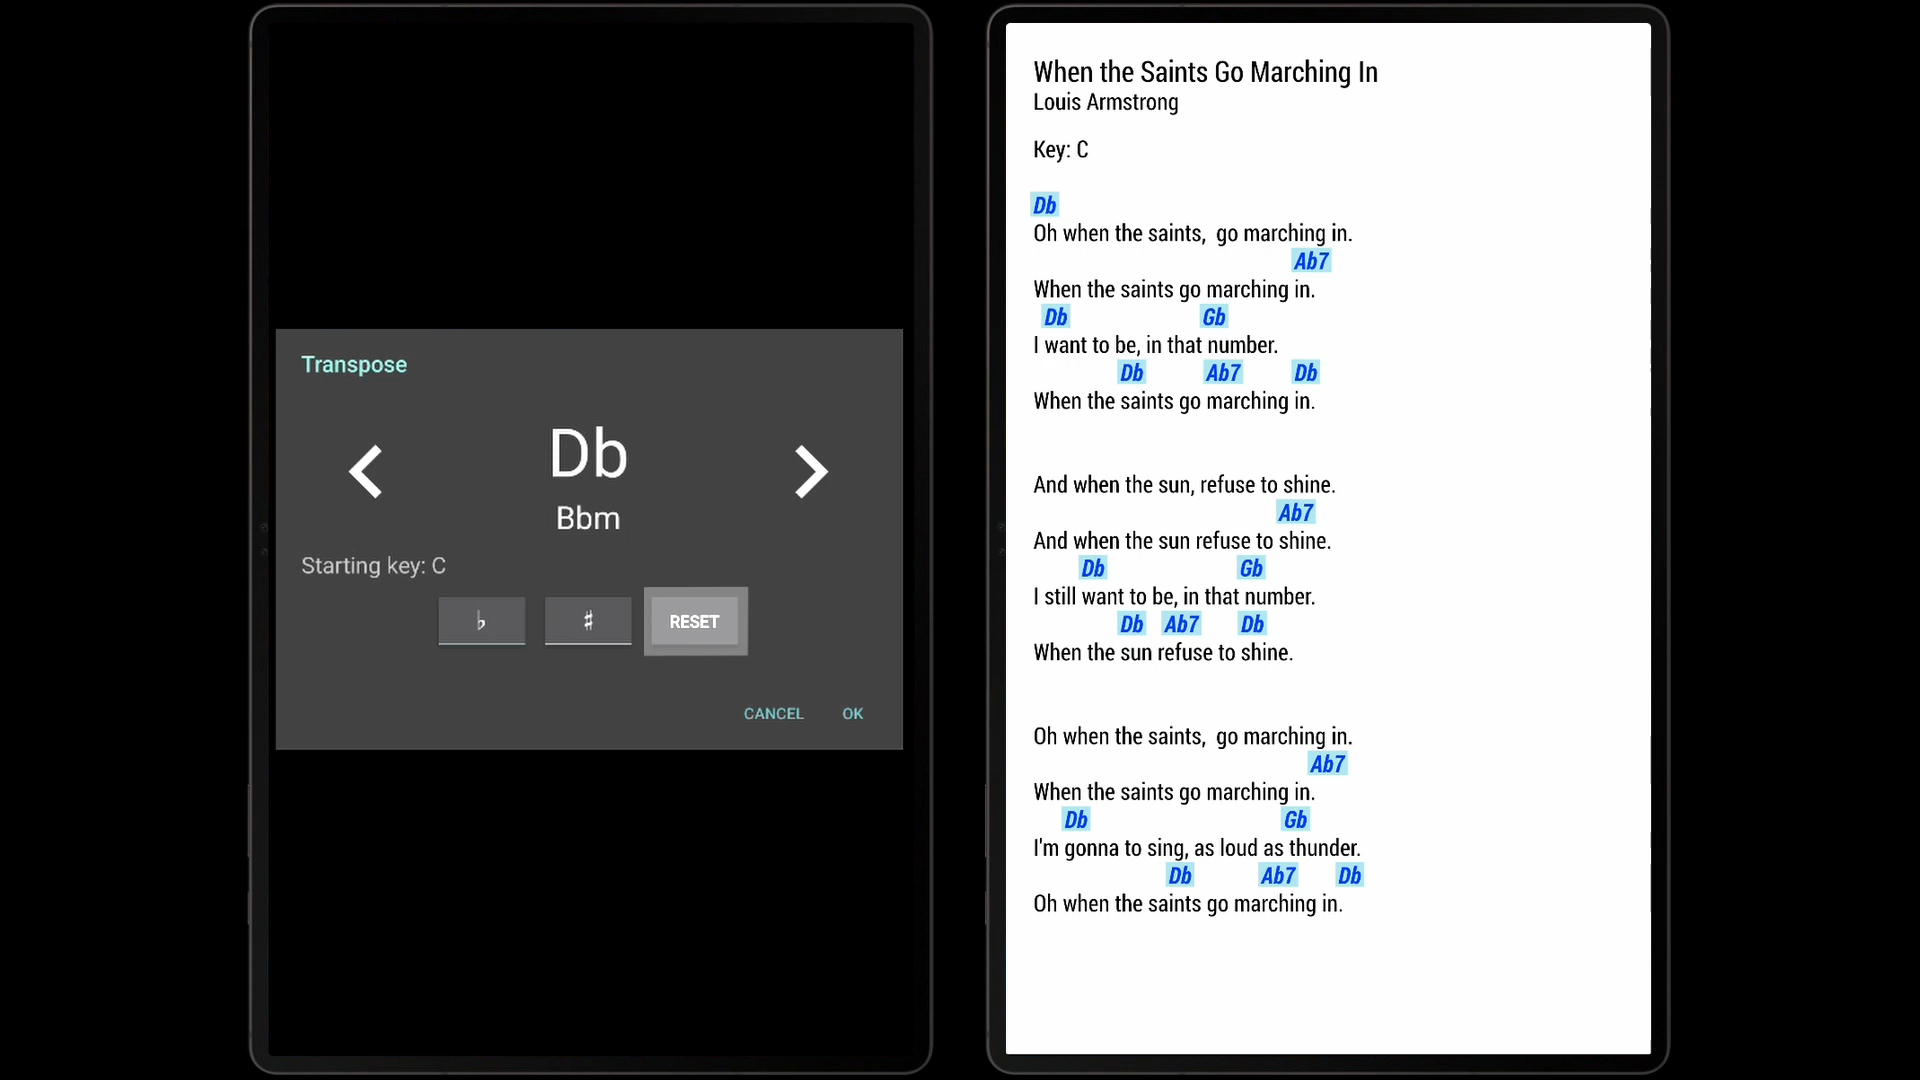 Transpose
Db
Bbm
Starting key: C
♭ ♯ RESET
CANCEL OK
When the Saints Go Marching In
Louis Armstrong
Key: C
Db
Oh when the saints,  go marching in.
Ab7
When the saints go marching in.
Db Gb
I want to be, in that number.
Db Ab7 Db
When the saints go marching in.
And when the sun, refuse to shine.
Ab7
And when the sun refuse to shine.
Db Gb
I still want to be, in that number.
Db Ab7 Db
When the sun refuse to shine.
Oh when the saints,  go marching in.
Ab7
When the saints go marching in.
Db Gb
I'm gonna to sing, as loud as thunder.
Db Ab7 Db
Oh when the saints go marching in.